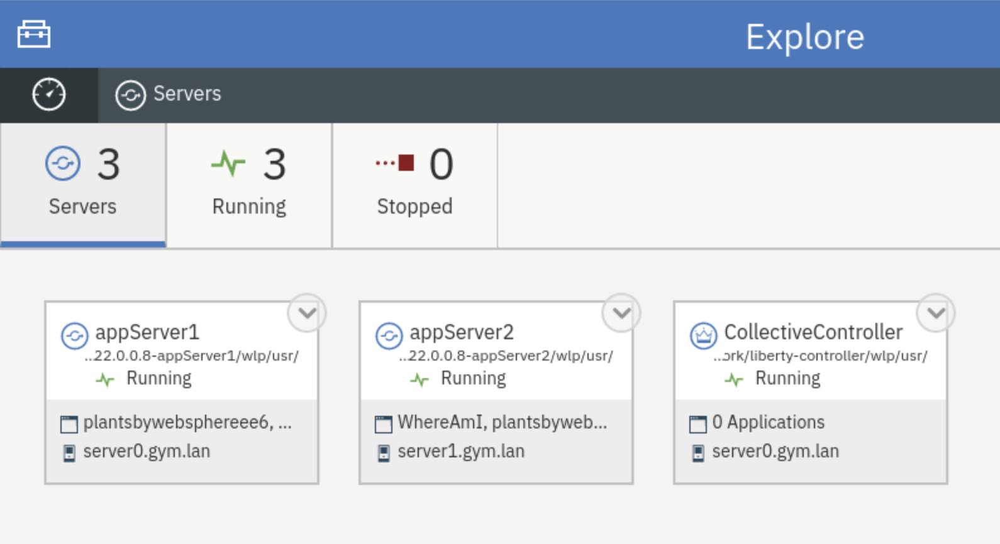 Explore
Servers
3
Servers
3
Running
0
Stopped
appServer1
...22.0.0.8-appServer1/wlp/usr/
Running
plantsbywebsphereee6, ...
server0.gym.lan
appServer2
...22.0.0.8-appServer2/wlp/usr/
Running
WhereAmI, plantsbyweb...
server1.gym.lan
CollectiveController
...ork/liberty-controller/wlp/usr/
Running
0 Applications
server0.gym.lan